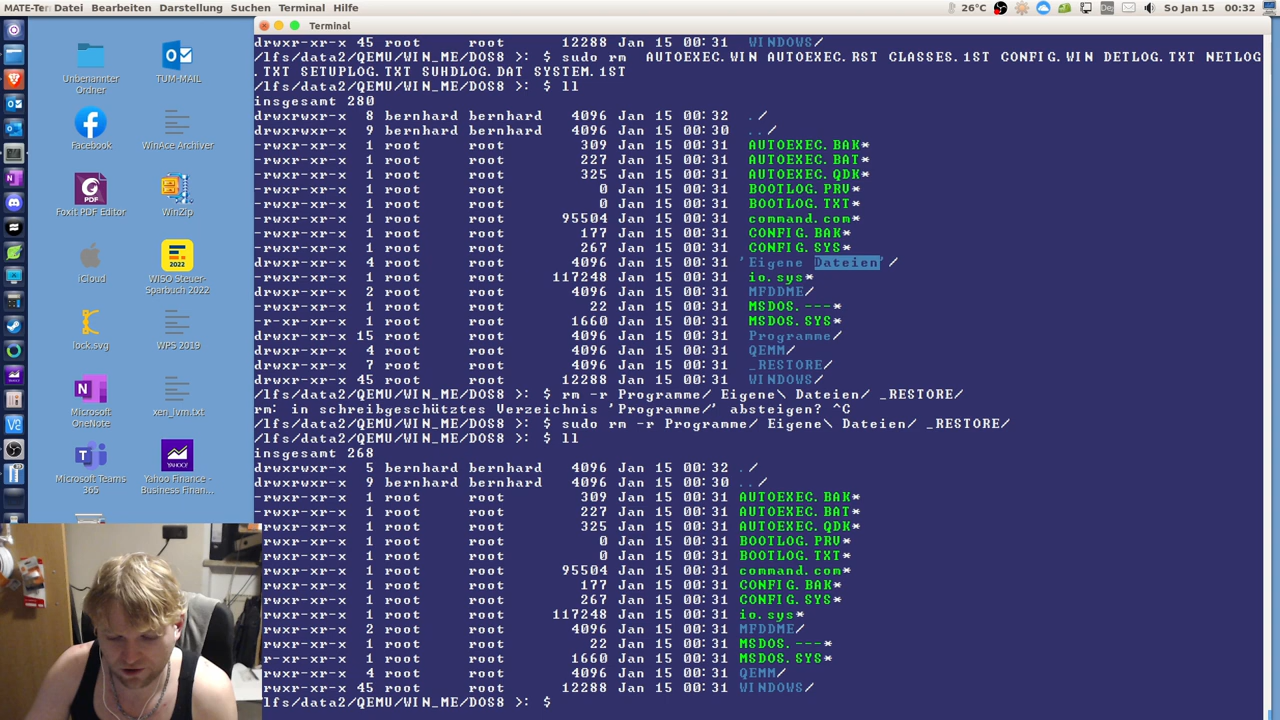 MATE-Ter Datei Bearbeiten Darstellung Suchen Terminal Hilfe 26°C De So Jan 15 00:32
Terminal
Unbenannter Ordner
TUM-MAIL
Facebook
WinAce Archiver
Foxit PDF Editor
WinZip
iCloud
WISO Steuer-Sparbuch 2022
lock.svg
WPS 2019
Microsoft OneNote
xen_lvm.txt
Microsoft Teams 365
Yahoo Finance - Business Finan...
drwxr-xr-x 45 root root 12288 Jan 15 00:31 WINDOWS/
/lfs/data2/QEMU/WIN_ME/DOS8 >: $ sudo rm AUTOEXEC.WIN AUTOEXEC.RST CLASSES.1ST CONFIG.WIN DETLOG.TXT NETLOG
.TXT SETUPLOG.TXT SUHDLOG.DAT SYSTEM.1ST
/lfs/data2/QEMU/WIN_ME/DOS8 >: $ ll
insgesamt 280
drwxrwxr-x 8 bernhard bernhard 4096 Jan 15 00:32 ./
drwxrwxr-x 9 bernhard bernhard 4096 Jan 15 00:30 ../
-rwxr-xr-x 1 root root 309 Jan 15 00:31 AUTOEXEC.BAK*
-rwxr-xr-x 1 root root 227 Jan 15 00:31 AUTOEXEC.BAT*
-rwxr-xr-x 1 root root 325 Jan 15 00:31 AUTOEXEC.QDK*
-rwxr-xr-x 1 root root 0 Jan 15 00:31 BOOTLOG.PRV*
-rwxr-xr-x 1 root root 0 Jan 15 00:31 BOOTLOG.TXT*
-rwxr-xr-x 1 root root 95504 Jan 15 00:31 command.com*
-rwxr-xr-x 1 root root 177 Jan 15 00:31 CONFIG.BAK*
-rwxr-xr-x 1 root root 267 Jan 15 00:31 CONFIG.SYS*
drwxr-xr-x 4 root root 4096 Jan 15 00:31 'Eigene Dateien'/
-rwxr-xr-x 1 root root 117248 Jan 15 00:31 io.sys*
drwxr-xr-x 2 root root 4096 Jan 15 00:31 MFDDME/
-rwxr-xr-x 1 root root 22 Jan 15 00:31 MSDOS.---*
-r-xr-xr-x 1 root root 1660 Jan 15 00:31 MSDOS.SYS*
drwxr-xr-x 15 root root 4096 Jan 15 00:31 Programme/
drwxr-xr-x 4 root root 4096 Jan 15 00:31 QEMM/
drwxr-xr-x 7 root root 4096 Jan 15 00:31 _RESTORE/
drwxr-xr-x 45 root root 12288 Jan 15 00:31 WINDOWS/
/lfs/data2/QEMU/WIN_ME/DOS8 >: $ rm -r Programme/ Eigene\ Dateien/ _RESTORE/
rm: in schreibgeschütztes Verzeichnis 'Programme/' absteigen? ^C
/lfs/data2/QEMU/WIN_ME/DOS8 >: $ sudo rm -r Programme/ Eigene\ Dateien/ _RESTORE/
/lfs/data2/QEMU/WIN_ME/DOS8 >: $ ll
insgesamt 268
drwxrwxr-x 5 bernhard bernhard 4096 Jan 15 00:32 ./
drwxrwxr-x 9 bernhard bernhard 4096 Jan 15 00:30 ../
-rwxr-xr-x 1 root root 309 Jan 15 00:31 AUTOEXEC.BAK*
-rwxr-xr-x 1 root root 227 Jan 15 00:31 AUTOEXEC.BAT*
-rwxr-xr-x 1 root root 325 Jan 15 00:31 AUTOEXEC.QDK*
-rwxr-xr-x 1 root root 0 Jan 15 00:31 BOOTLOG.PRV*
-rwxr-xr-x 1 root root 0 Jan 15 00:31 BOOTLOG.TXT*
-rwxr-xr-x 1 root root 95504 Jan 15 00:31 command.com*
rwxr-xr-x 1 root root 177 Jan 15 00:31 CONFIG.BAK*
rwxr-xr-x 1 root root 267 Jan 15 00:31 CONFIG.SYS*
rwxr-xr-x 1 root root 117248 Jan 15 00:31 io.sys*
rwxr-xr-x 2 root root 4096 Jan 15 00:31 MFDDME/
rwxr-xr-x 1 root root 22 Jan 15 00:31 MSDOS.---*
r-xr-xr-x 1 root root 1660 Jan 15 00:31 MSDOS.SYS*
rwxr-xr-x 4 root root 4096 Jan 15 00:31 QEMM/
rwxr-xr-x 45 root root 12288 Jan 15 00:31 WINDOWS/
lfs/data2/QEMU/WIN_ME/DOS8 >: $